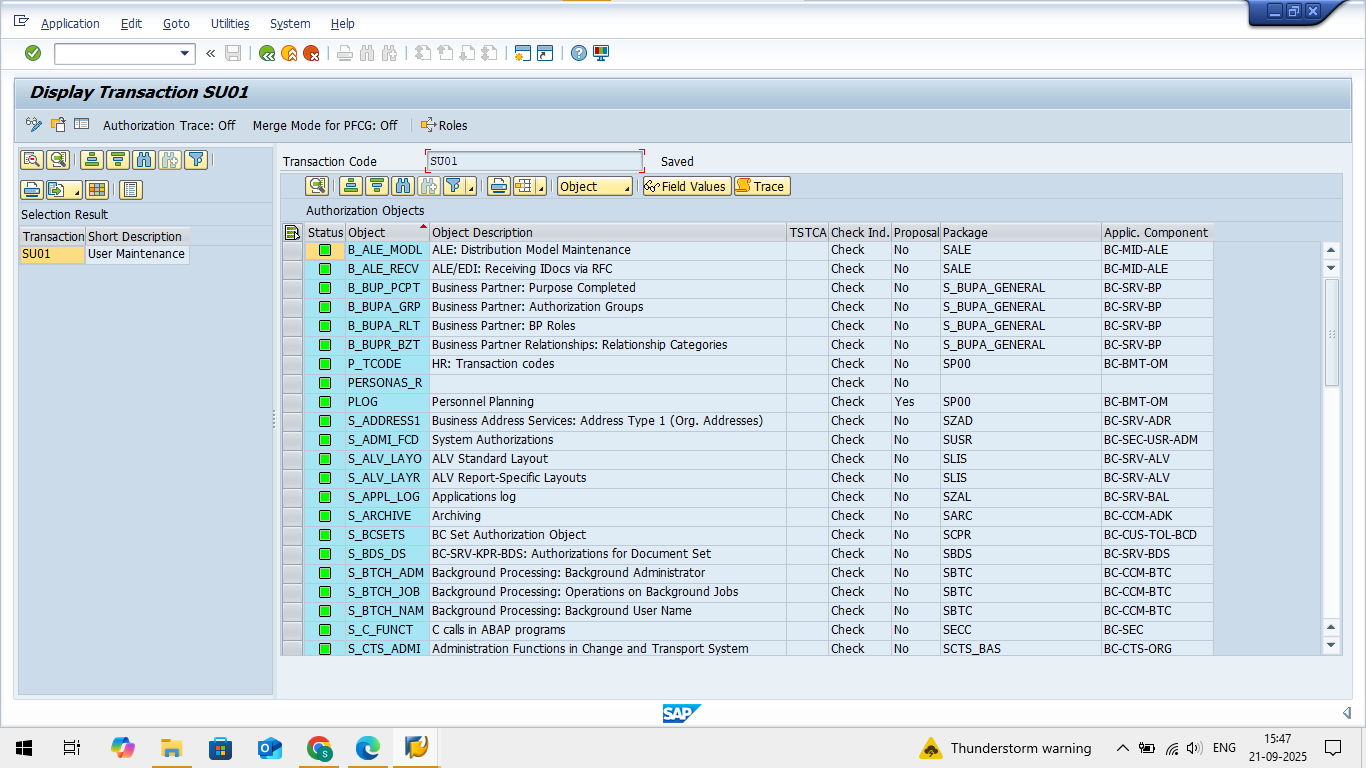 Application Edit Goto Utilities System Help
Display Transaction SU01
Authorization Trace: Off Merge Mode for PFCG: Off Roles
Transaction Code SU01 Saved
Object Field Values Trace
Selection Result
Transaction Short Description
SU01 User Maintenance
Authorization Objects
Status Object Object Description TSTCA Check Ind. Proposal Package Applic. Component
B_ALE_MODL ALE: Distribution Model Maintenance Check No SALE BC-MID-ALE
B_ALE_RECV ALE/EDI: Receiving IDocs via RFC Check No SALE BC-MID-ALE
B_BUP_PCPT Business Partner: Purpose Completed Check No S_BUPA_GENERAL BC-SRV-BP
B_BUPA_GRP Business Partner: Authorization Groups Check No S_BUPA_GENERAL BC-SRV-BP
B_BUPA_RLT Business Partner: BP Roles Check No S_BUPA_GENERAL BC-SRV-BP
B_BUPR_BZT Business Partner Relationships: Relationship Categories Check No S_BUPA_GENERAL BC-SRV-BP
P_TCODE HR: Transaction codes Check No SP00 BC-BMT-OM
PERSONAS_R Check No
PLOG Personnel Planning Check Yes SP00 BC-BMT-OM
S_ADDRESS1 Business Address Services: Address Type 1 (Org. Addresses) Check No SZAD BC-SRV-ADR
S_ADMI_FCD System Authorizations Check No SUSR BC-SEC-USR-ADM
S_ALV_LAYO ALV Standard Layout Check No SLIS BC-SRV-ALV
S_ALV_LAYR ALV Report-Specific Layouts Check No SLIS BC-SRV-ALV
S_APPL_LOG Applications log Check No SZAL BC-SRV-BAL
S_ARCHIVE Archiving Check No SARC BC-CCM-ADK
S_BCSETS BC Set Authorization Object Check No SCPR BC-CUS-TOL-BCD
S_BDS_DS BC-SRV-KPR-BDS: Authorizations for Document Set Check No SBDS BC-SRV-BDS
S_BTCH_ADM Background Processing: Background Administrator Check No SBTC BC-CCM-BTC
S_BTCH_JOB Background Processing: Operations on Background Jobs Check No SBTC BC-CCM-BTC
S_BTCH_NAM Background Processing: Background User Name Check No SBTC BC-CCM-BTC
S_C_FUNCT C calls in ABAP programs Check No SECC BC-SEC
S_CTS_ADMI Administration Functions in Change and Transport System Check No SCTS_BAS BC-CTS-ORG
SAP
Thunderstorm warning ENG 15:47
21-09-2025